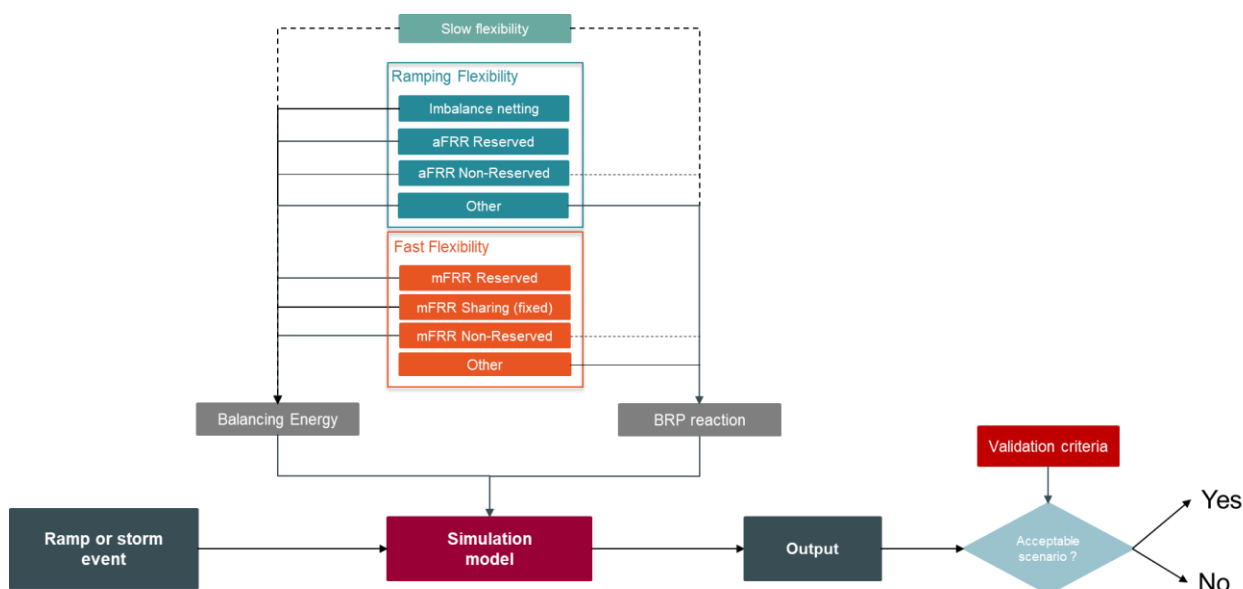 Slow flexibility
Ramping Flexibility
Imbalance netting
aFRR Reserved
aFRR Non-Reserved
Other
Fast Flexibility
mFRR Reserved
mFRR Sharing (fixed)
mFRR Non-Reserved
Other
Balancing Energy
BRP reaction
Validation criteria
Ramp or storm
event
Simulation
model
Output
Acceptable
scenario ?
Yes
No